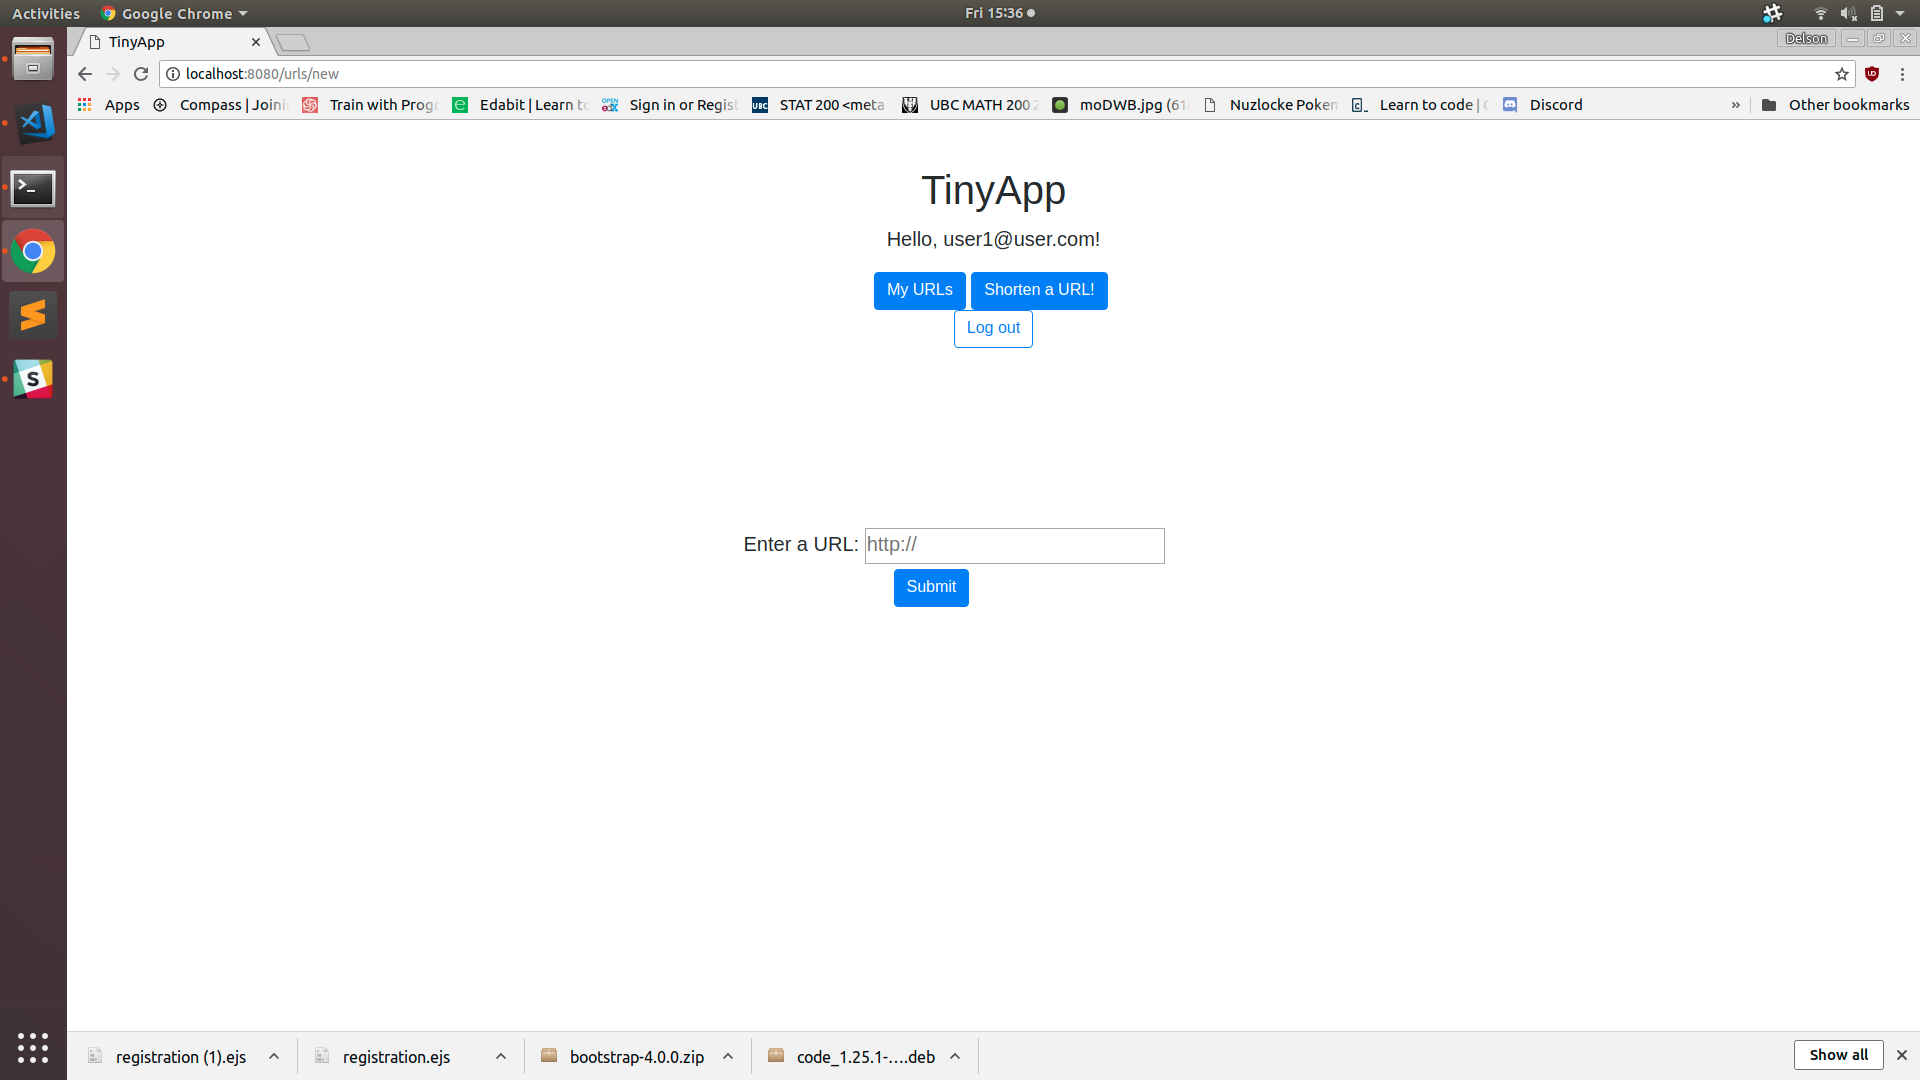 Activities Google Chrome Fri 15:36
TinyApp Delson
localhost:8080/urls/new
Apps Compass | Joini Train with Progr Edabit | Learn to Sign in or Regist STAT 200 <meta UBC MATH 200 2 moDWB.jpg (61 Nuzlocke Pokem Learn to code | C Discord » Other bookmarks
TinyApp
Hello, user1@user.com!
My URLs Shorten a URL!
Log out
Enter a URL: http://
Submit
registration (1).ejs registration.ejs bootstrap-4.0.0.zip code_1.25.1-....deb Show all